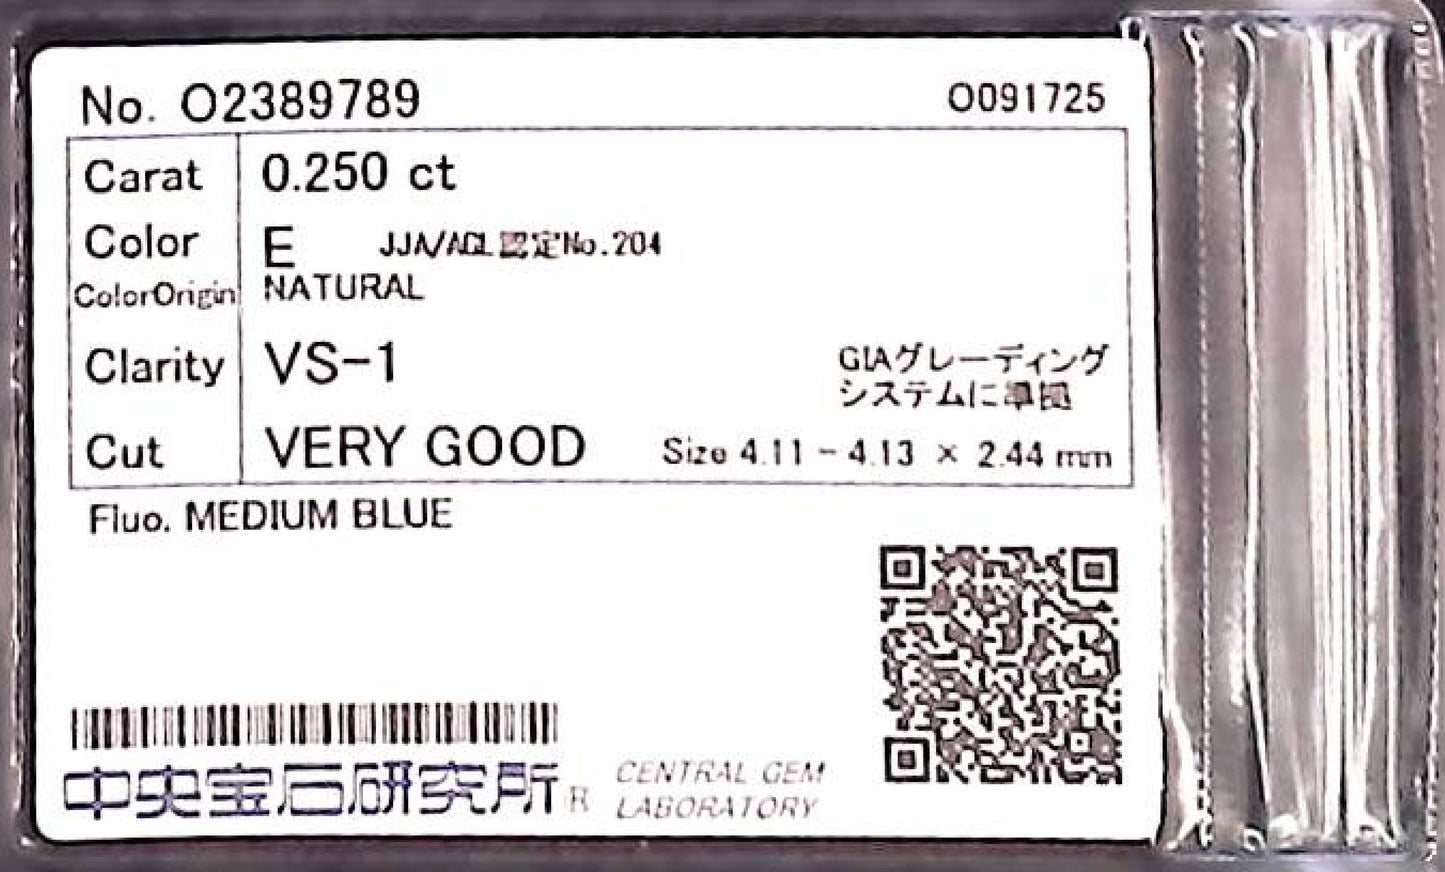 No. O2389789
O091725
Carat 0.250 ct
Color E JJA/AGL認定No.204
ColorOrigin NATURAL
Clarity VS-1
GIAグレーディング
システムに準拠
Cut VERY GOOD Size 4.11 - 4.13 × 2.44 mm
Fluo. MEDIUM BLUE
中央宝石研究所®
CENTRAL GEM
LABORATORY